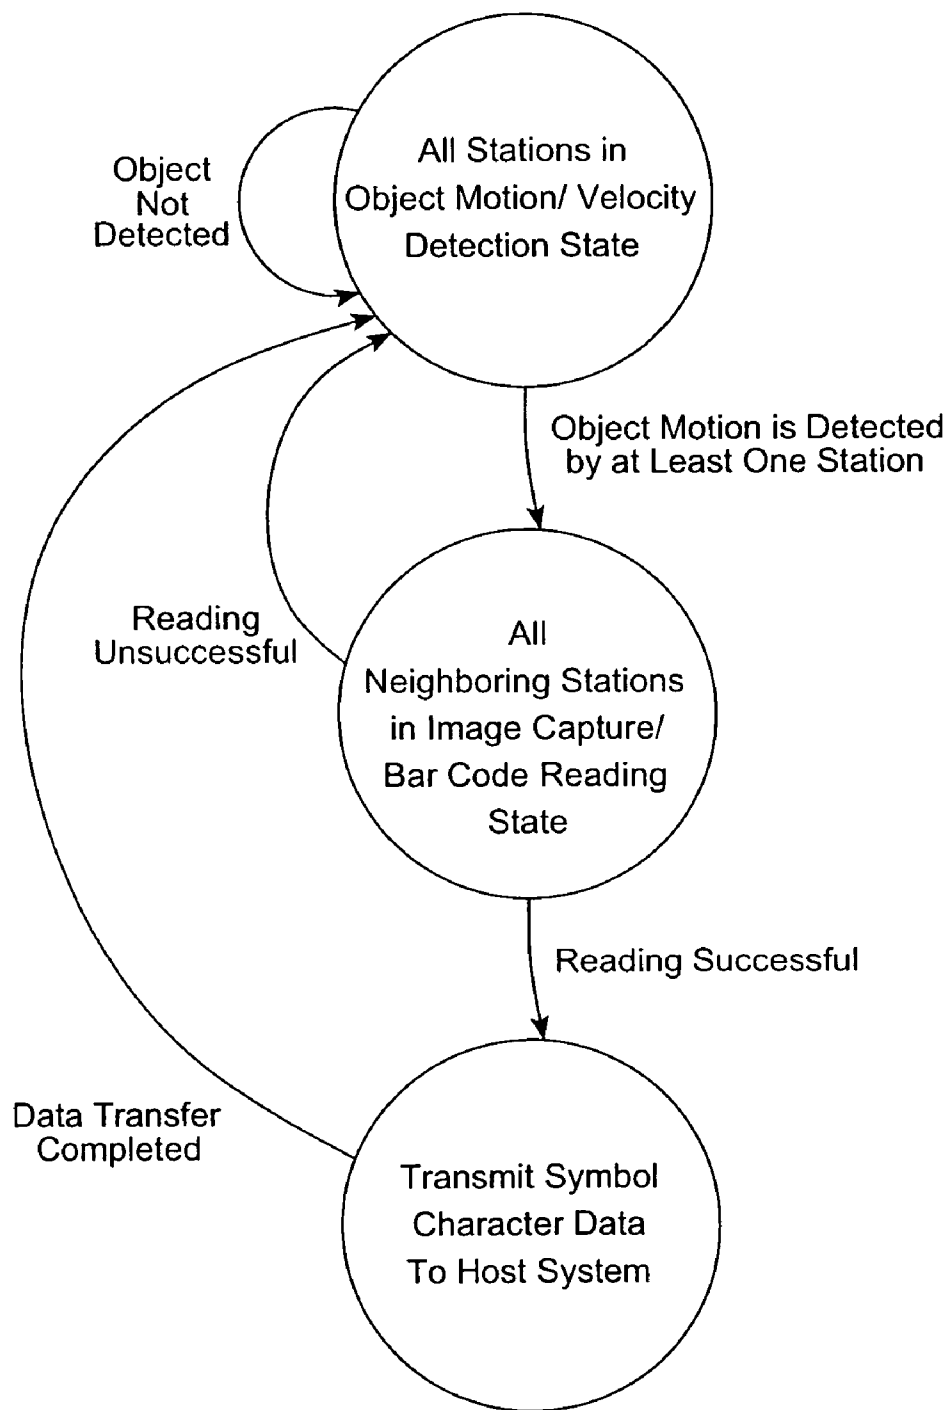 All Stations in
Object Motion/ Velocity
Detection State
Object
Not
Detected
Object Motion is Detected
by at Least One Station
Reading
Unsuccessful
All
Neighboring Stations
in Image Capture/
Bar Code Reading
State
Reading Successful
Data Transfer
Completed
Transmit Symbol
Character Data
To Host System